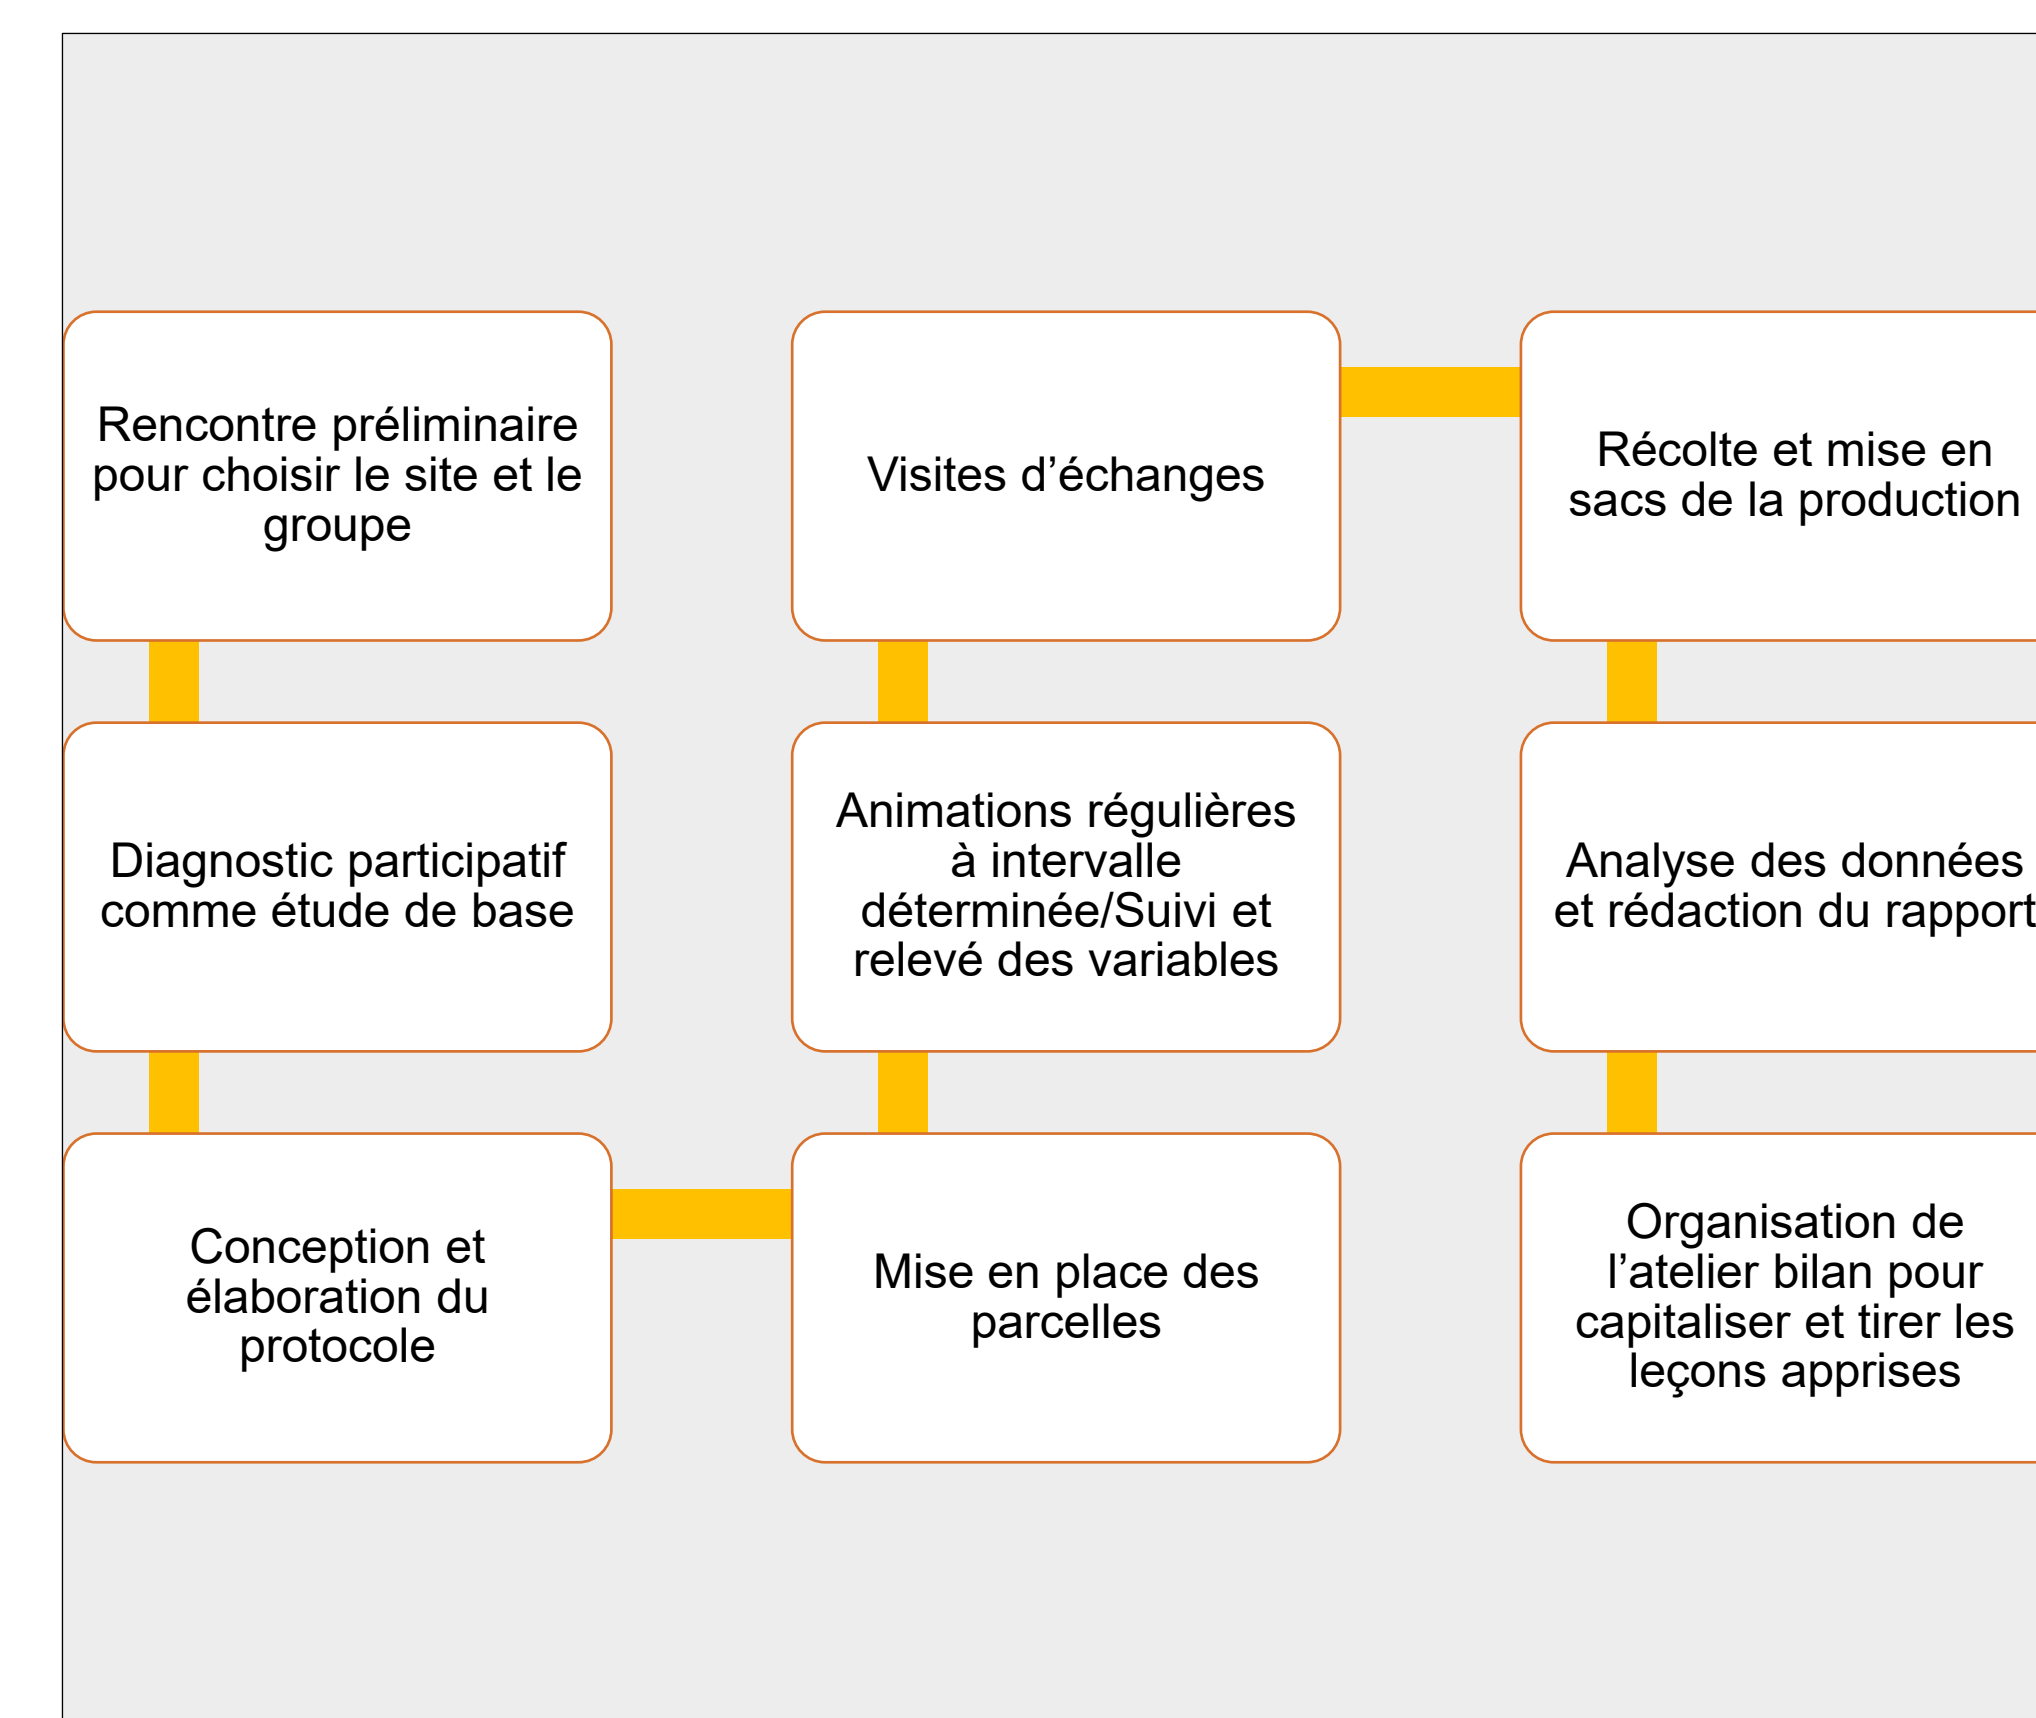 Rencontre préliminaire
pour choisir le site et le
groupe
Diagnostic participatif
comme étude de base
Conception et
élaboration du
protocole
Mise en place des
parcelles
Animations régulières
à intervalle
déterminée/Suivi et
relevé des variables
Visites d’échanges
Récolte et mise en
sacs de la production
Analyse des données
et rédaction du rapport
Organisation de
l’atelier bilan pour
capitaliser et tirer les
leçons apprises